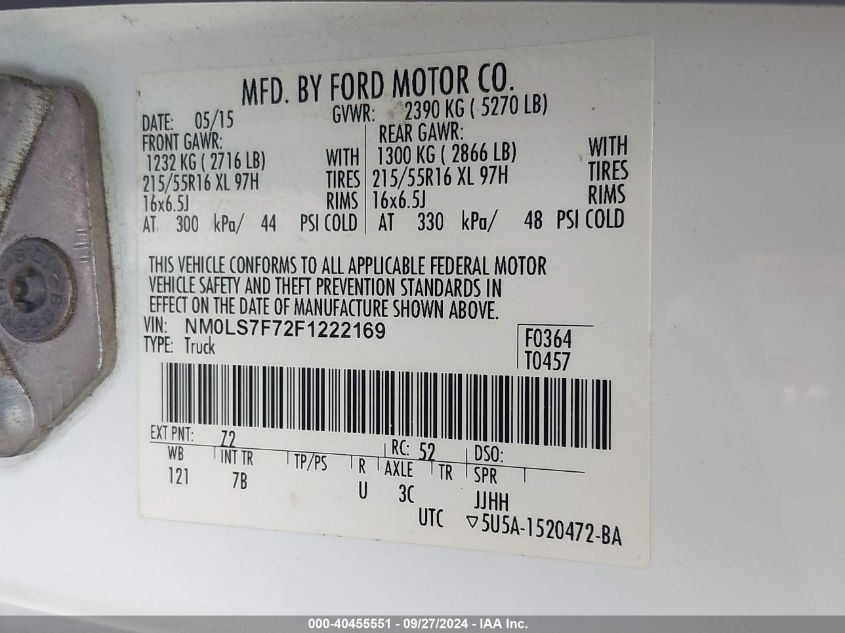 MFD. BY FORD MOTOR CO.
DATE: 05/15 GVWR: 2390 KG ( 5270 LB)
FRONT GAWR: REAR GAWR:
1232 KG ( 2716 LB) WITH 1300 KG ( 2866 LB) WITH
215/55R16 XL 97H TIRES 215/55R16 XL 97H TIRES
16x6.5J RIMS 16x6.5J RIMS
AT 300 kPa/ 44 PSI COLD AT 330 kPa/ 48 PSI COLD
THIS VEHICLE CONFORMS TO ALL APPLICABLE FEDERAL MOTOR
VEHICLE SAFETY AND THEFT PREVENTION STANDARDS IN
EFFECT ON THE DATE OF MANUFACTURE SHOWN ABOVE.
VIN: NM0LS7F72F1222169 F0364
TYPE: Truck T0457
EXT PNT: Z2 RC: 52 DSO:
WB INT TR TP/PS R AXLE TR SPR
121 7B U 3C JJHH
UTC ▽5U5A-1520472-BA
000-40455551 - 09/27/2024 - IAA Inc.